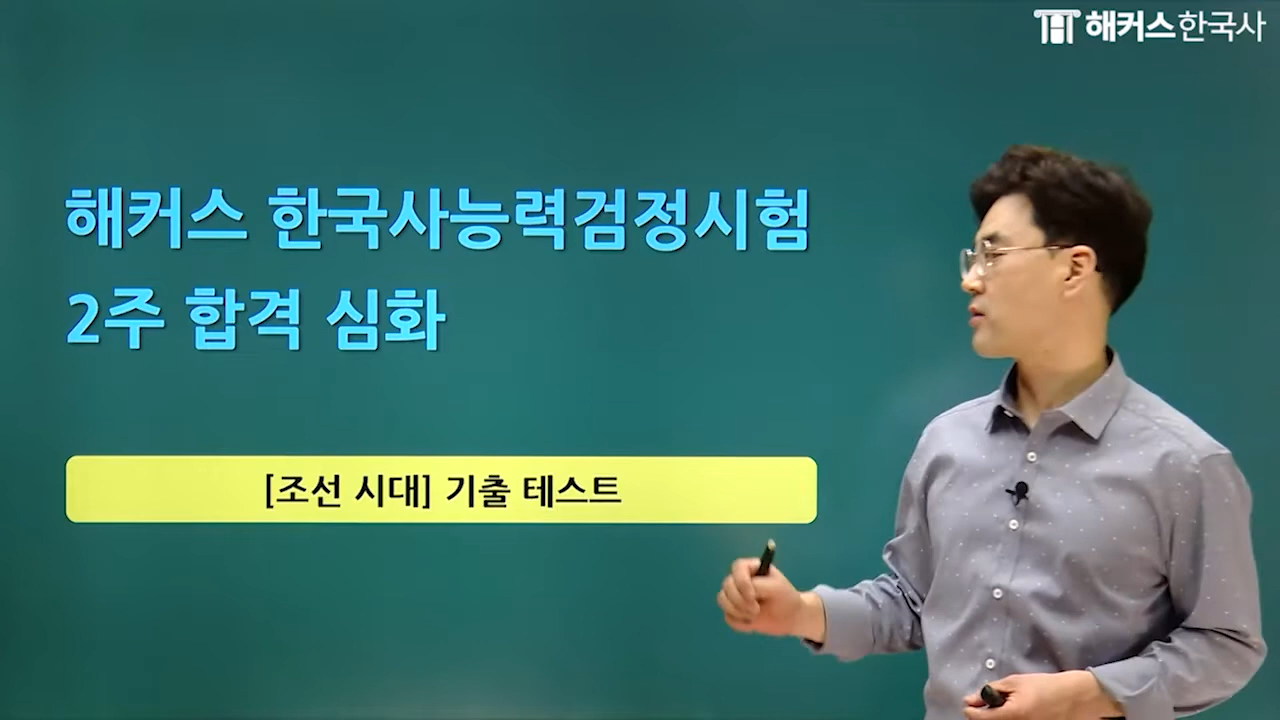 해커스한국사
해커스 한국사능력검정시험
2주 합격 심화
[조선 시대] 기출 테스트